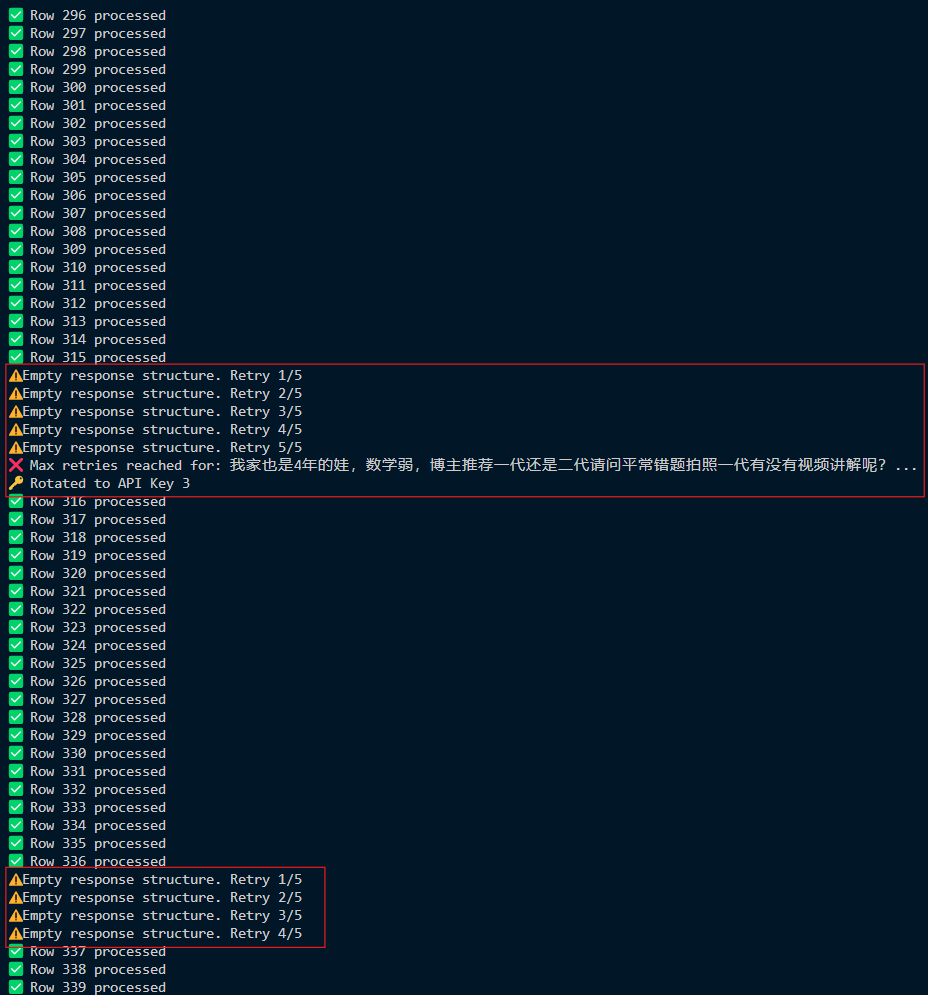 ✅ Row 296 processed
✅ Row 297 processed
✅ Row 298 processed
✅ Row 299 processed
✅ Row 300 processed
✅ Row 301 processed
✅ Row 302 processed
✅ Row 303 processed
✅ Row 304 processed
✅ Row 305 processed
✅ Row 306 processed
✅ Row 307 processed
✅ Row 308 processed
✅ Row 309 processed
✅ Row 310 processed
✅ Row 311 processed
✅ Row 312 processed
✅ Row 313 processed
✅ Row 314 processed
✅ Row 315 processed
⚠️Empty response structure. Retry 1/5
⚠️Empty response structure. Retry 2/5
⚠️Empty response structure. Retry 3/5
⚠️Empty response structure. Retry 4/5
⚠️Empty response structure. Retry 5/5
❌ Max retries reached for: 我家也是4年的娃，数学弱，博主推荐一代还是二代请问平常错题拍照一代有没有视频讲解呢？...
🔑 Rotated to API Key 3
✅ Row 316 processed
✅ Row 317 processed
✅ Row 318 processed
✅ Row 319 processed
✅ Row 320 processed
✅ Row 321 processed
✅ Row 322 processed
✅ Row 323 processed
✅ Row 324 processed
✅ Row 325 processed
✅ Row 326 processed
✅ Row 327 processed
✅ Row 328 processed
✅ Row 329 processed
✅ Row 330 processed
✅ Row 331 processed
✅ Row 332 processed
✅ Row 333 processed
✅ Row 334 processed
✅ Row 335 processed
✅ Row 336 processed
⚠️Empty response structure. Retry 1/5
⚠️Empty response structure. Retry 2/5
⚠️Empty response structure. Retry 3/5
⚠️Empty response structure. Retry 4/5
✅ Row 337 processed
✅ Row 338 processed
✅ Row 339 processed